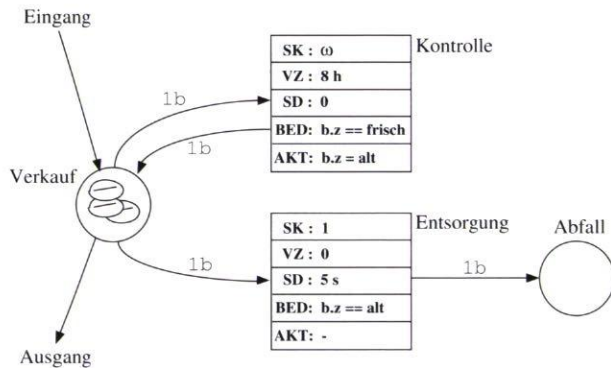 Eingang
SK : ω
Kontrolle
VZ : 8 h
1b
SD : 0
1b
BED: b.z == frisch
AKT: b.z = alt
Verkauf
SK : 1
Entsorgung
VZ : 0
Abfall
1b
SD : 5 s
1b
BED: b.z == alt
AKT: -
Ausgang